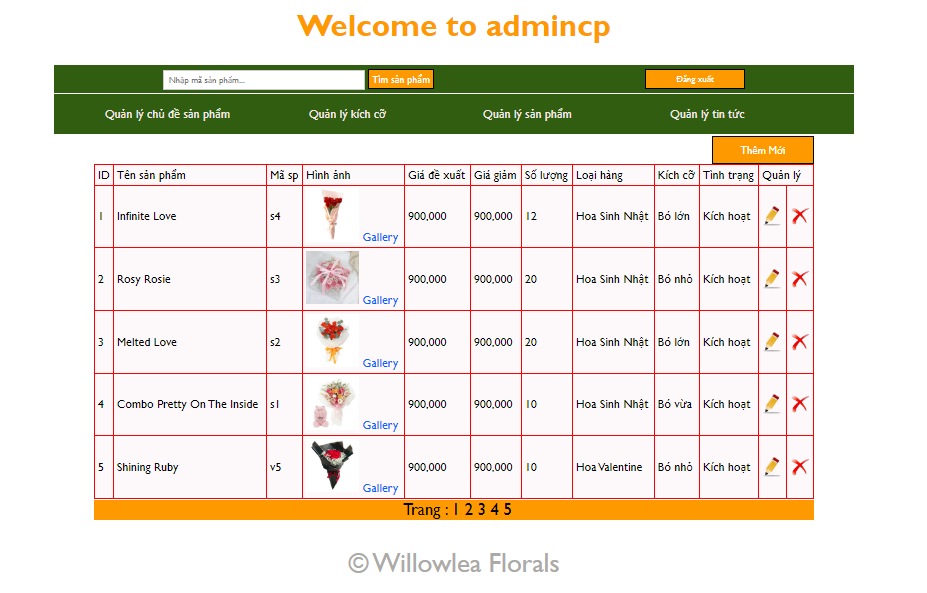 Welcome to admincp
Nhập mã sản phẩm... Tìm sản phẩm Đăng xuất
Quản lý chủ đề sản phẩm Quản lý kích cỡ Quản lý sản phẩm Quản lý tin tức
Thêm Mới
ID Tên sản phẩm Mã sp Hình ảnh Giá đề xuất Giá giảm Số lượng Loại hàng Kích cỡ Tình trạng Quản lý
1 Infinite Love s4 Gallery 900,000 900,000 12 Hoa Sinh Nhật Bó lớn Kích hoạt
2 Rosy Rosie s3 Gallery 900,000 900,000 20 Hoa Sinh Nhật Bó nhỏ Kích hoạt
3 Melted Love s2 Gallery 900,000 900,000 20 Hoa Sinh Nhật Bó lớn Kích hoạt
4 Combo Pretty On The Inside s1 Gallery 900,000 900,000 10 Hoa Sinh Nhật Bó vừa Kích hoạt
5 Shining Ruby v5 Gallery 900,000 900,000 10 Hoa Valentine Bó nhỏ Kích hoạt
Trang : 1 2 3 4 5
© Willowlea Florals